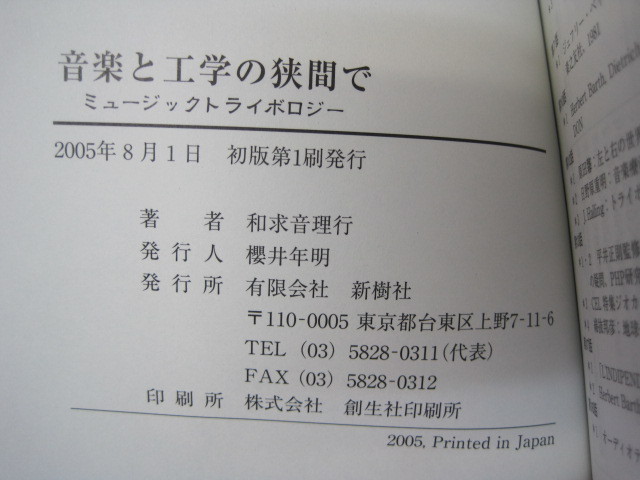 音楽と工学の狭間で
ミュージックトライボロジー
2005年8月1日 初版第1刷発行
著者 和求音理行
発行人 櫻井年明
発行所 有限会社 新樹社
〒110-0005 東京都台東区上野7-11-6
TEL (03) 5828-0311(代表)
FAX (03) 5828-0312
印刷所 株式会社 創生社印刷所
2005, Printed in Japan